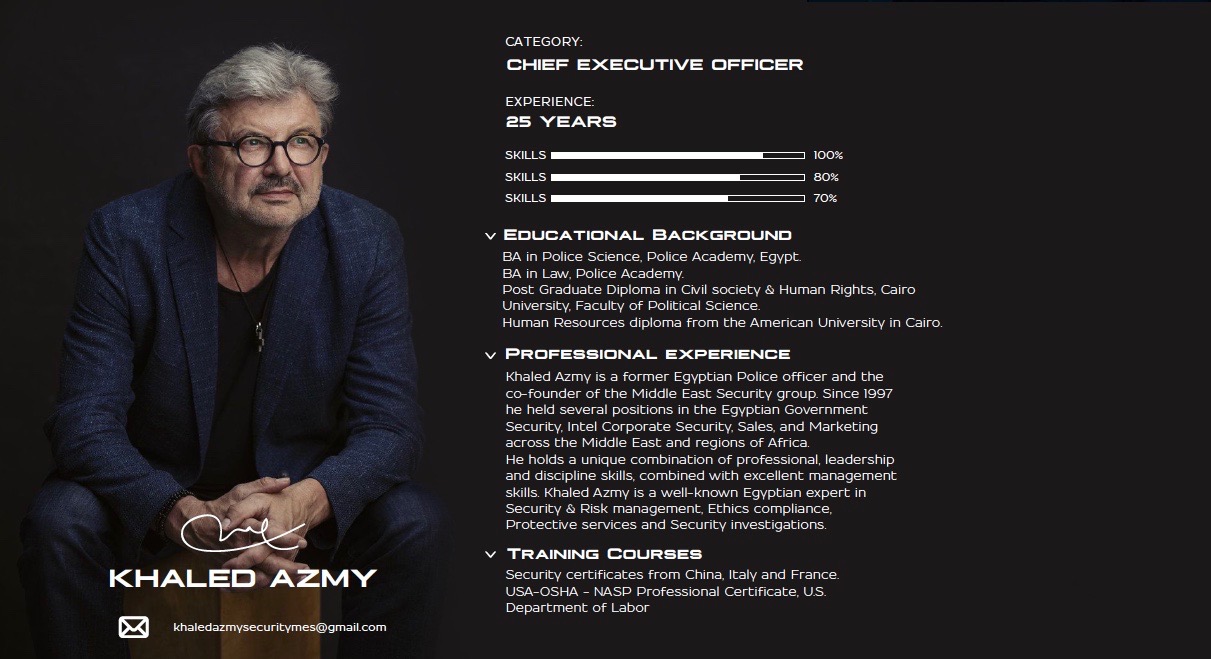 CATEGORY:
CHIEF EXECUTIVE OFFICER
EXPERIENCE:
25 YEARS
SKILLS 100%
SKILLS 80%
SKILLS 70%
EDUCATIONAL BACKGROUND
BA in Police Science, Police Academy, Egypt.
BA in Law, Police Academy.
Post Graduate Diploma in Civil society & Human Rights, Cairo
University, Faculty of Political Science.
Human Resources diploma from the American University in Cairo.
PROFESSIONAL EXPERIENCE
Khaled Azmy is a former Egyptian Police officer and the
co-founder of the Middle East Security group. Since 1997
he held several positions in the Egyptian Government
Security, Intel Corporate Security, Sales, and Marketing
across the Middle East and regions of Africa.
He holds a unique combination of professional, leadership
and discipline skills, combined with excellent management
skills. Khaled Azmy is a well-known Egyptian expert in
Security & Risk management, Ethics compliance,
Protective services and Security investigations.
TRAINING COURSES
Security certificates from China, Italy and France.
USA-OSHA - NASP Professional Certificate, U.S.
Department of Labor
KHALED AZMY
khaledazmysecuritymes@gmail.com